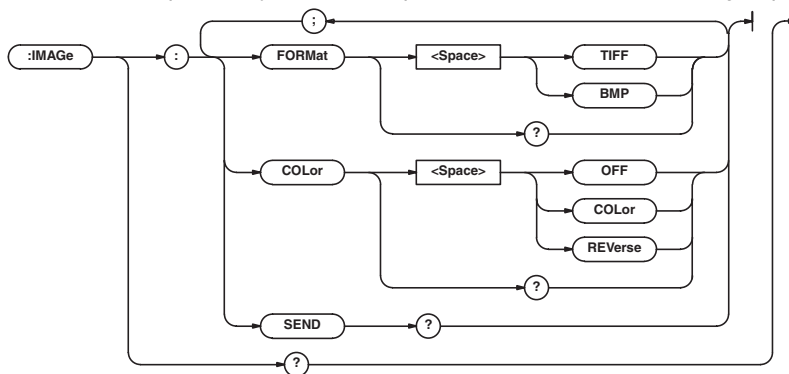 ;
:IMAGe : FORMat <Space> TIFF
BMP
?
COLor <Space> OFF
COLor
REVerse
?
SEND ?
?